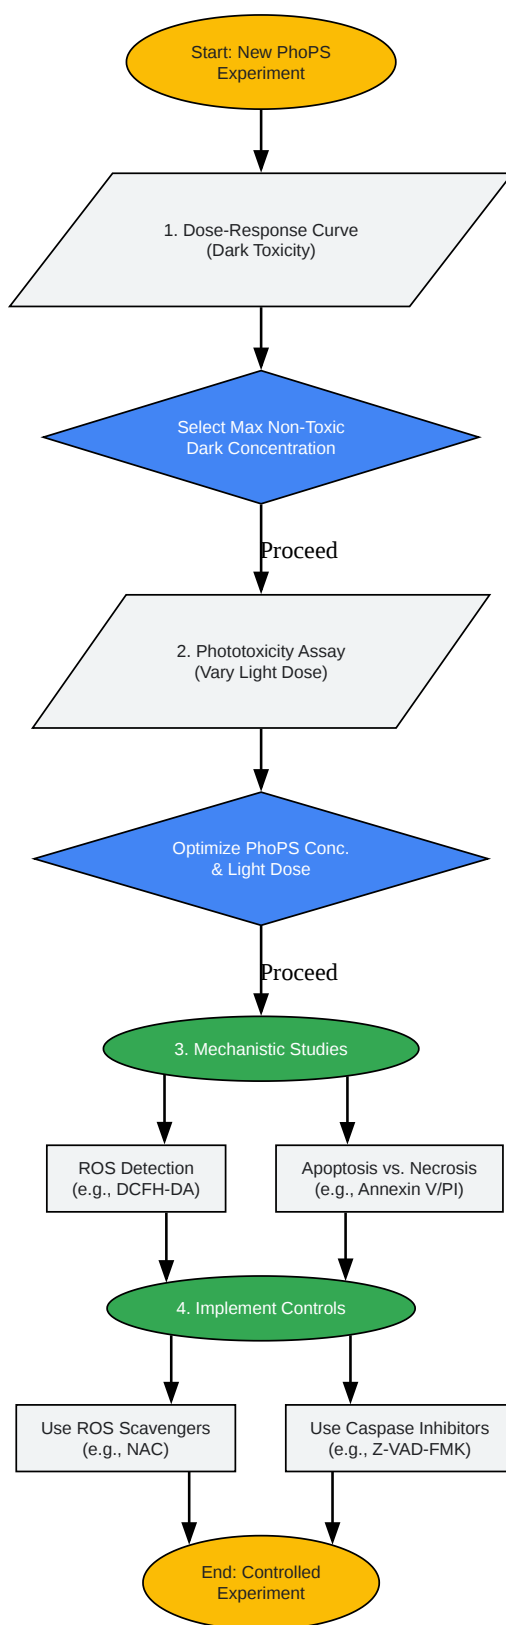 Start: New PhoPS
Experiment
1. Dose-Response Curve
(Dark Toxicity)
Select Max Non-Toxic
Dark Concentration
Proceed
2. Phototoxicity Assay
(Vary Light Dose)
Optimize PhoPS Conc.
& Light Dose
Proceed
3. Mechanistic Studies
ROS Detection
(e.g., DCFH-DA)
Apoptosis vs. Necrosis
(e.g., Annexin V/PI)
4. Implement Controls
Use ROS Scavengers
(e.g., NAC)
Use Caspase Inhibitors
(e.g., Z-VAD-FMK)
End: Controlled
Experiment